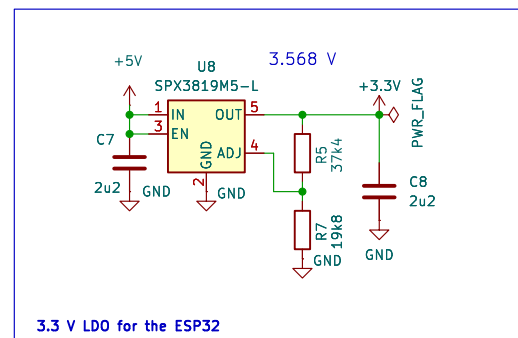 3.568 V
+5V
U8
SPX3819M5-L
+3.3V
PWR_FLAG
1
IN
OUT
5
3
EN
ADJ
4
GND
2
C7
2u2
GND
GND
R5
37k4
R7
19k8
GND
C8
2u2
GND
3.3 V LDO for the ESP32